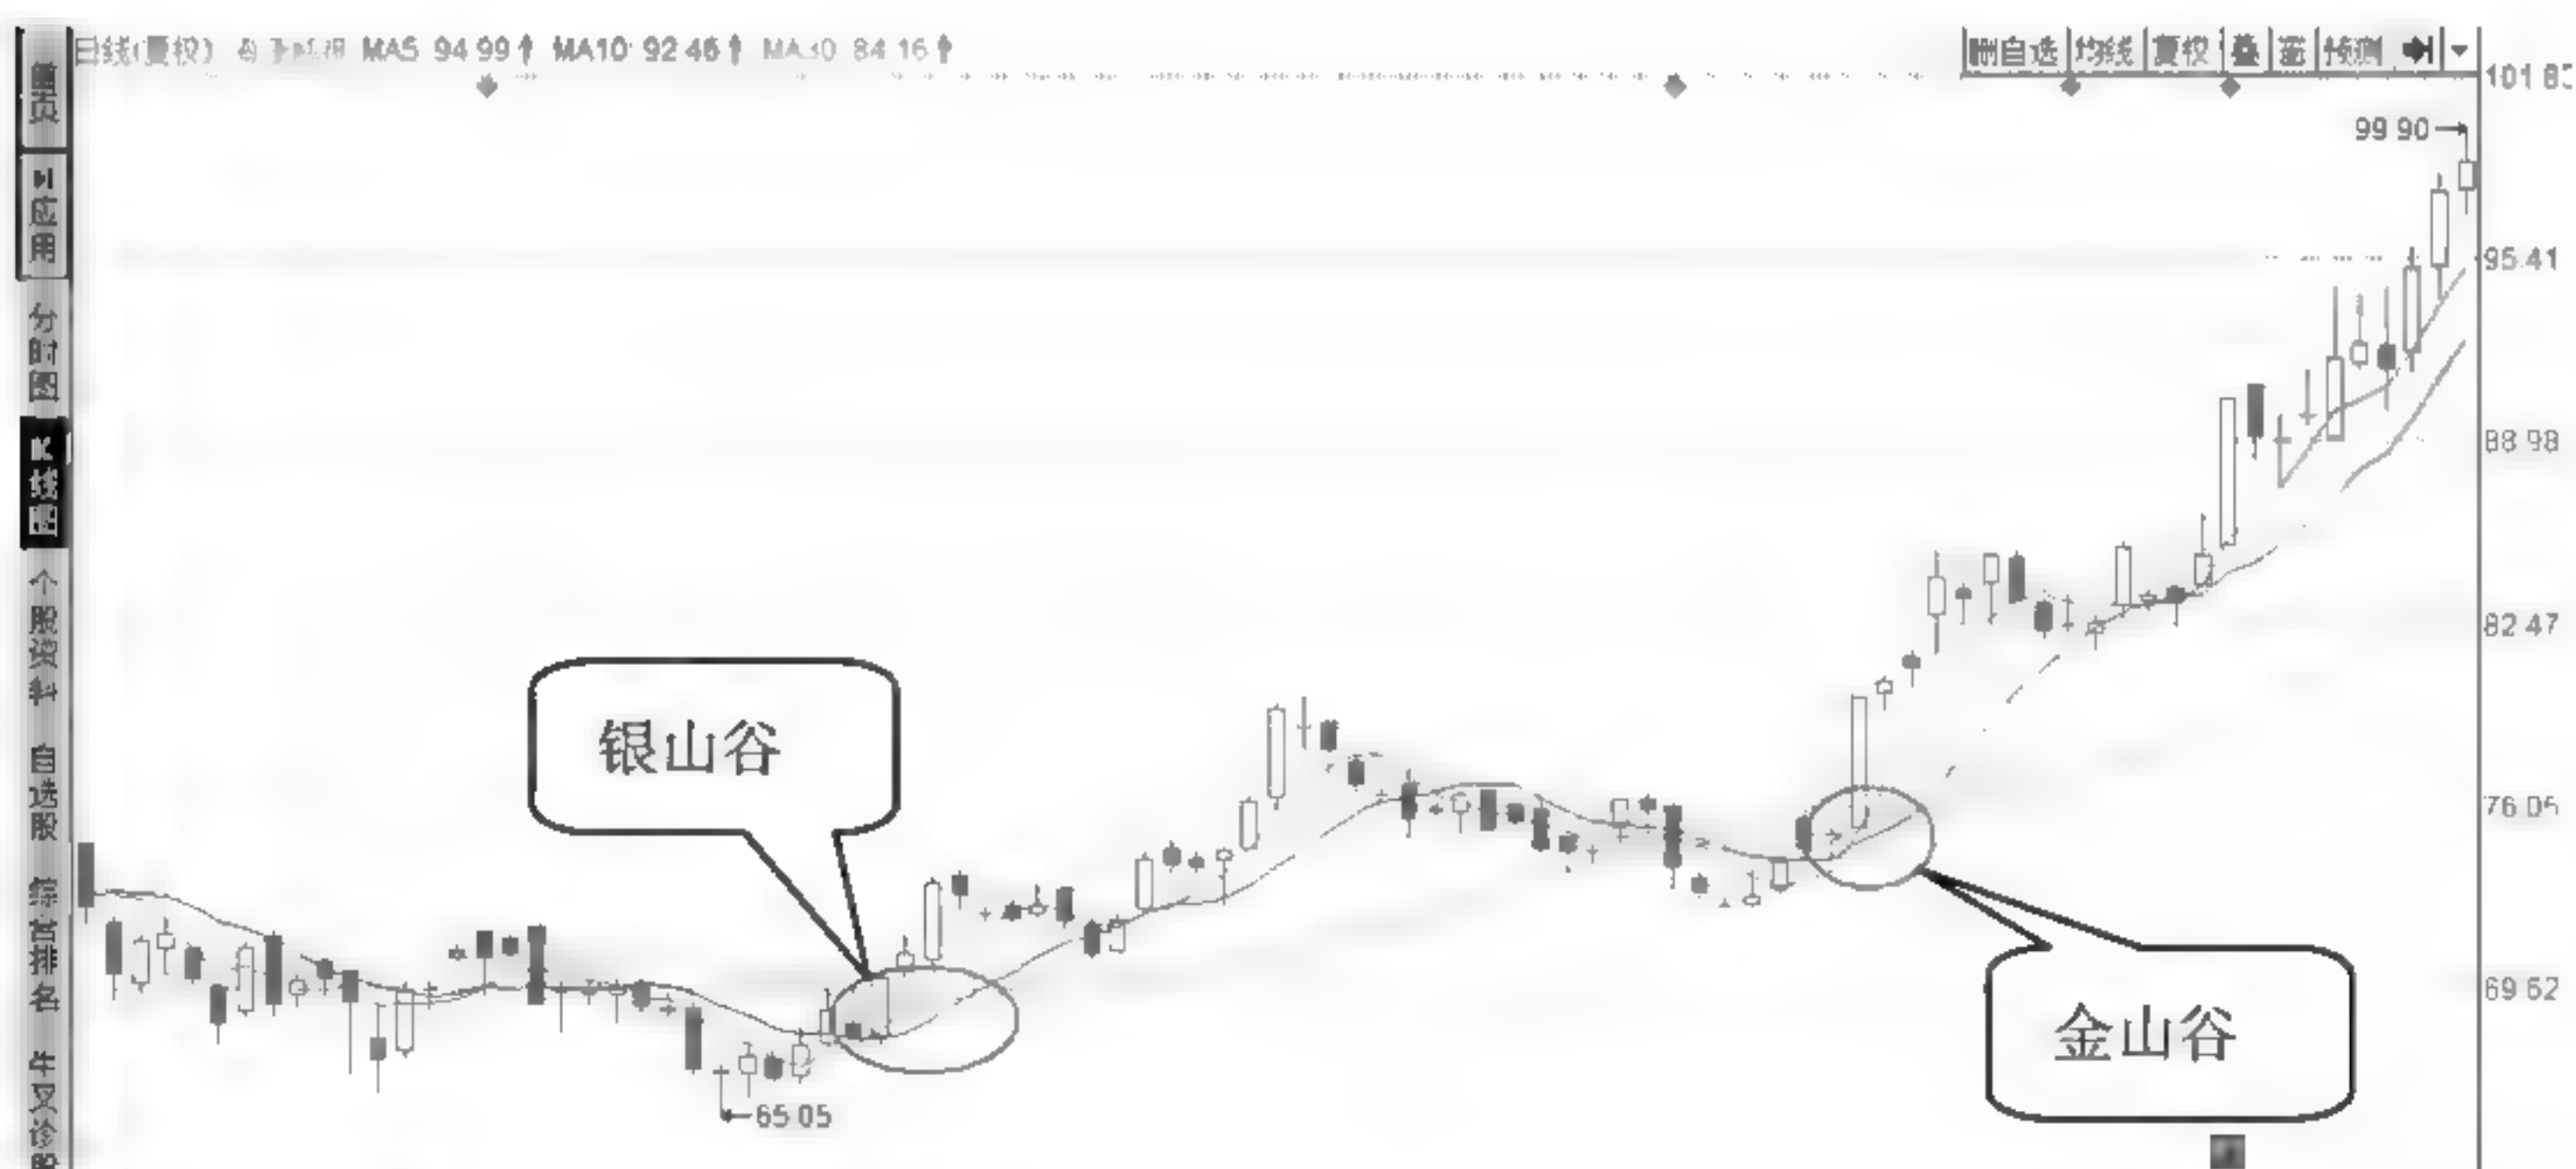 日线(复权) MA5 94 99↑ MA10 92 46↑ MA30 84 16↑
删自选 均线 复权 叠 预测
首页
应用
分时图
K线图
个股资料
自选股
综合排名
牛叉诊股
101 8
99 90
95.41
88 98
82 47
76 05
69 62
银山谷
金山谷
65 05